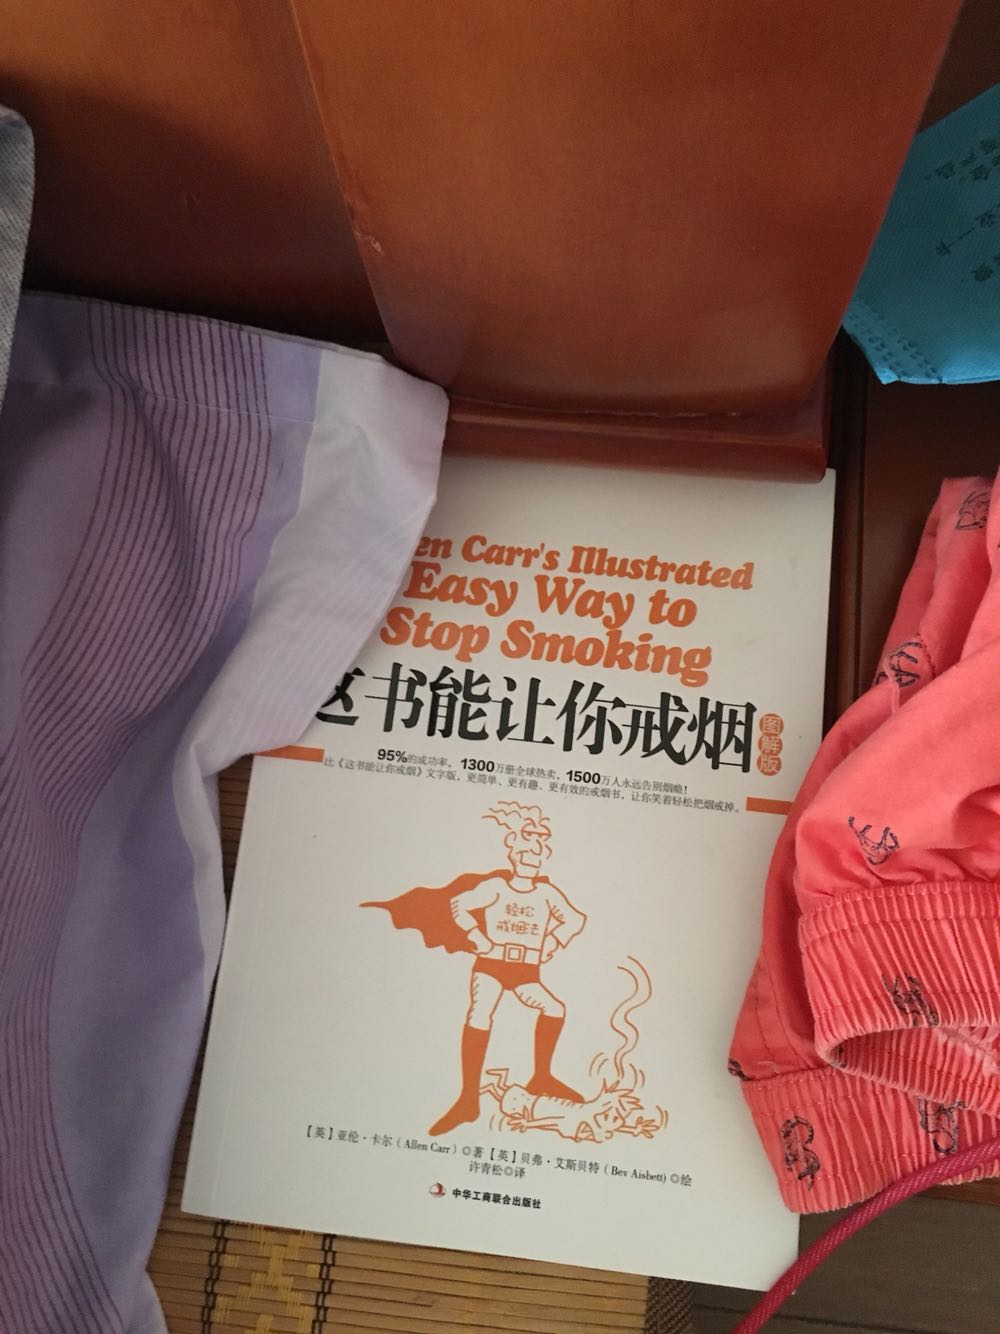 en Carr's Illustrated
Easy Way to
Stop Smoking
这书能让你戒烟
图解版
95%的成功率，1300万册全球热卖，1500万人永远告别烟瘾！
比《这书能让你戒烟》文字版，更简单、更有趣、更有效的戒烟书，让你笑着轻松把烟戒掉。
轻松
戒烟法
【英】亚伦·卡尔（Allen Carr）◎著【英】贝弗·艾斯贝特（Bev Aisbett）◎绘
许青松◎译
中华工商联合出版社